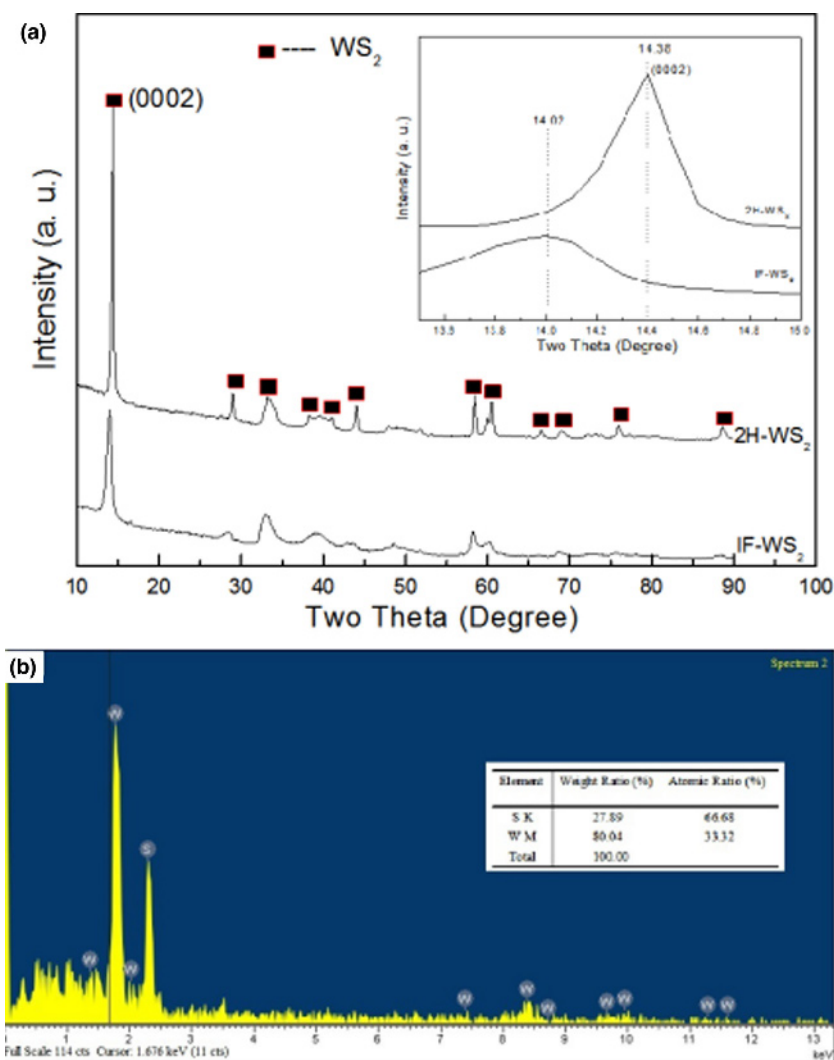 (a)
WS2
(0002)
14.38
(0002)
14.02
Intensity (a. u.)
2H-WS
IF-WS
13.8 14.0 14.2 14.4 14.6 14.8 15.0
Two Theta (Degree)
Intensity (a. u.)
2H-WS2
IF-WS2
10 20 30 40 50 60 70 80 90 100
Two Theta (Degree)
(b)
Spectrum 2
W
S
W
W
W
W
W
W
W
W
W
Element Weight Ratio (%) Atomic Ratio (%)
S K 27.89 66.68
W M 80.04 33.32
Total 100.00
1 2 3 4 5 6 7 8 9 10 11 12 13
Full Scale 114 cts Cursor: 1.676 keV (11 cts)
keV